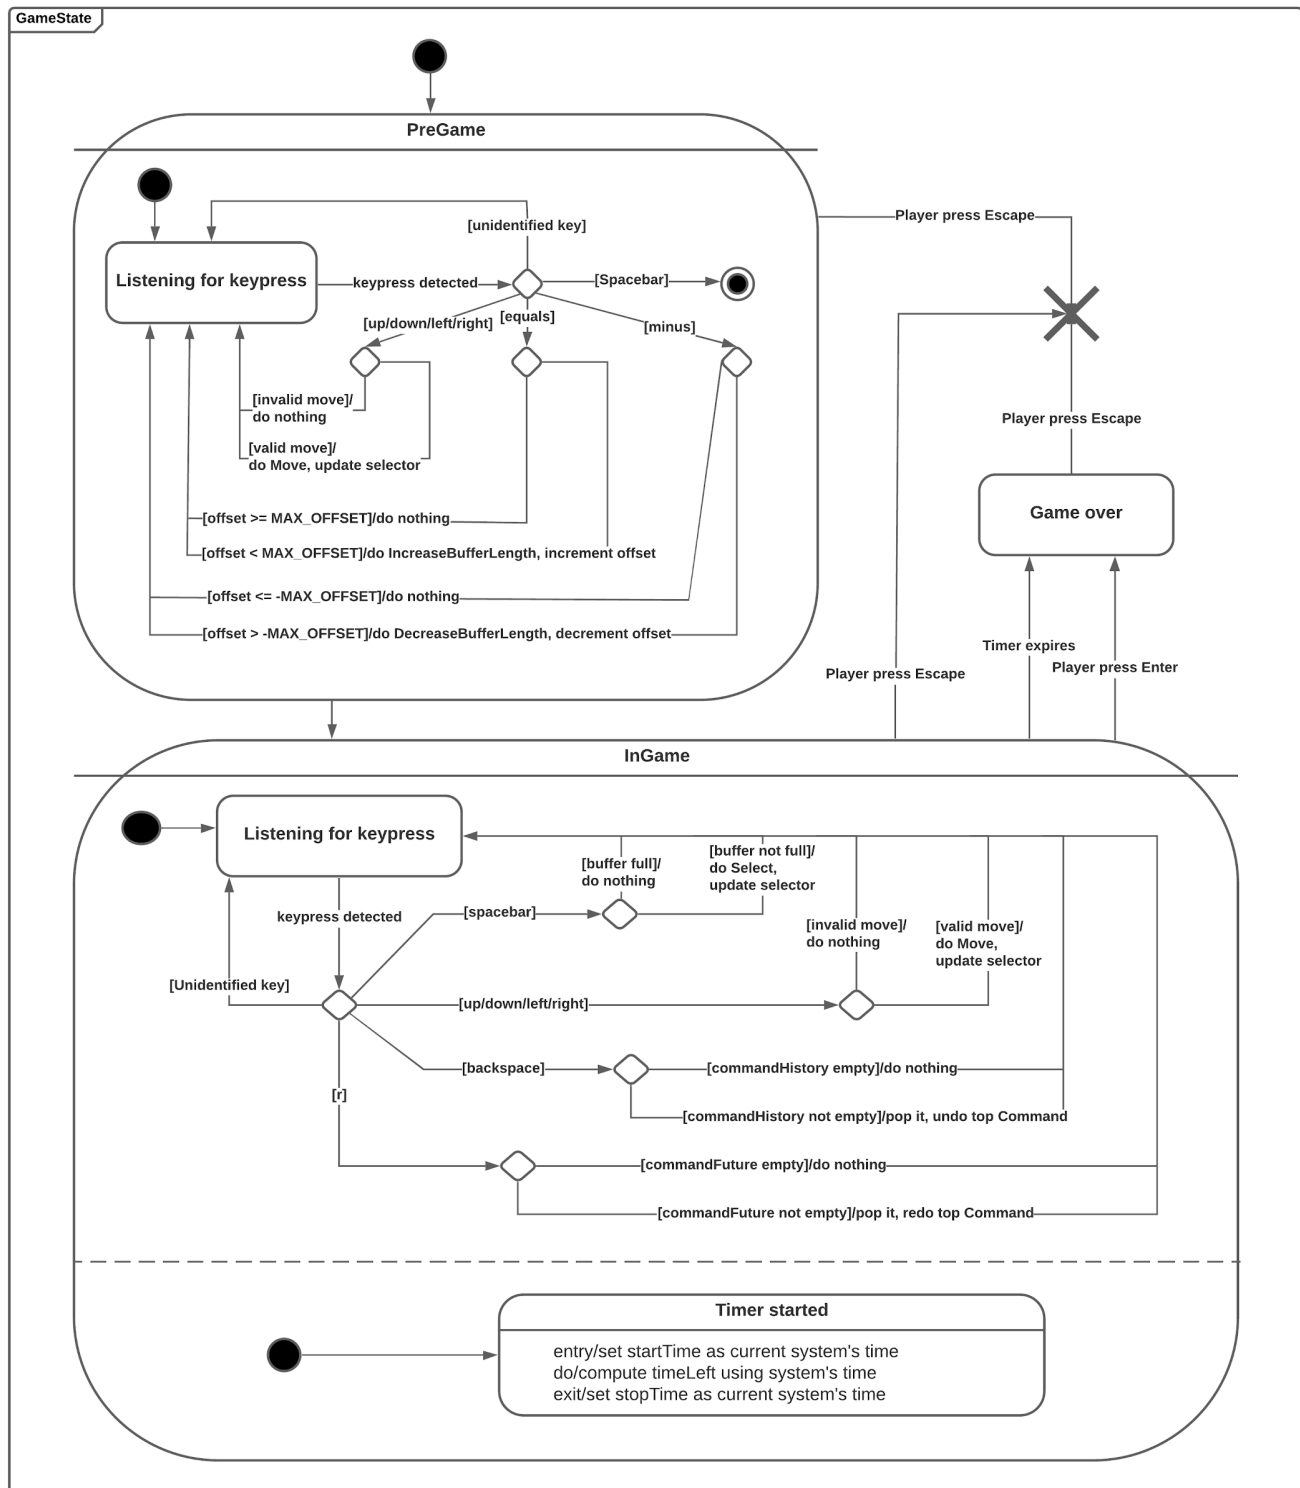 GameState
PreGame
Player press Escape
[unidentified key]
Listening for keypress
keypress detected
[Spacebar]
[up/down/left/right]
[equals]
[minus]
[invalid move]/
do nothing
[valid move]/
do Move, update selector
[offset >= MAX_OFFSET]/do nothing
[offset < MAX_OFFSET]/do IncreaseBufferLength, increment offset
[offset <= -MAX_OFFSET]/do nothing
[offset > -MAX_OFFSET]/do DecreaseBufferLength, decrement offset
Player press Escape
Game over
Timer expires
Player press Enter
Player press Escape
InGame
Listening for keypress
keypress detected
[Unidentified key]
[spacebar]
[buffer full]/
do nothing
[buffer not full]/
do Select,
update selector
[up/down/left/right]
[invalid move]/
do nothing
[valid move]/
do Move,
update selector
[backspace]
[commandHistory empty]/do nothing
[commandHistory not empty]/pop it, undo top Command
[r]
[commandFuture empty]/do nothing
[commandFuture not empty]/pop it, redo top Command
Timer started
entry/set startTime as current system's time
do/compute timeLeft using system's time
exit/set stopTime as current system's time